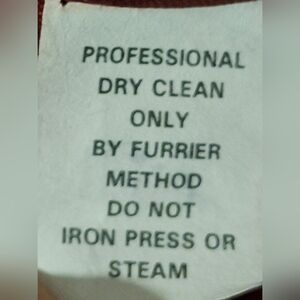 PROFESSIONAL
DRY CLEAN
ONLY
BY FURRIER
METHOD
DO NOT
IRON PRESS OR
STEAM